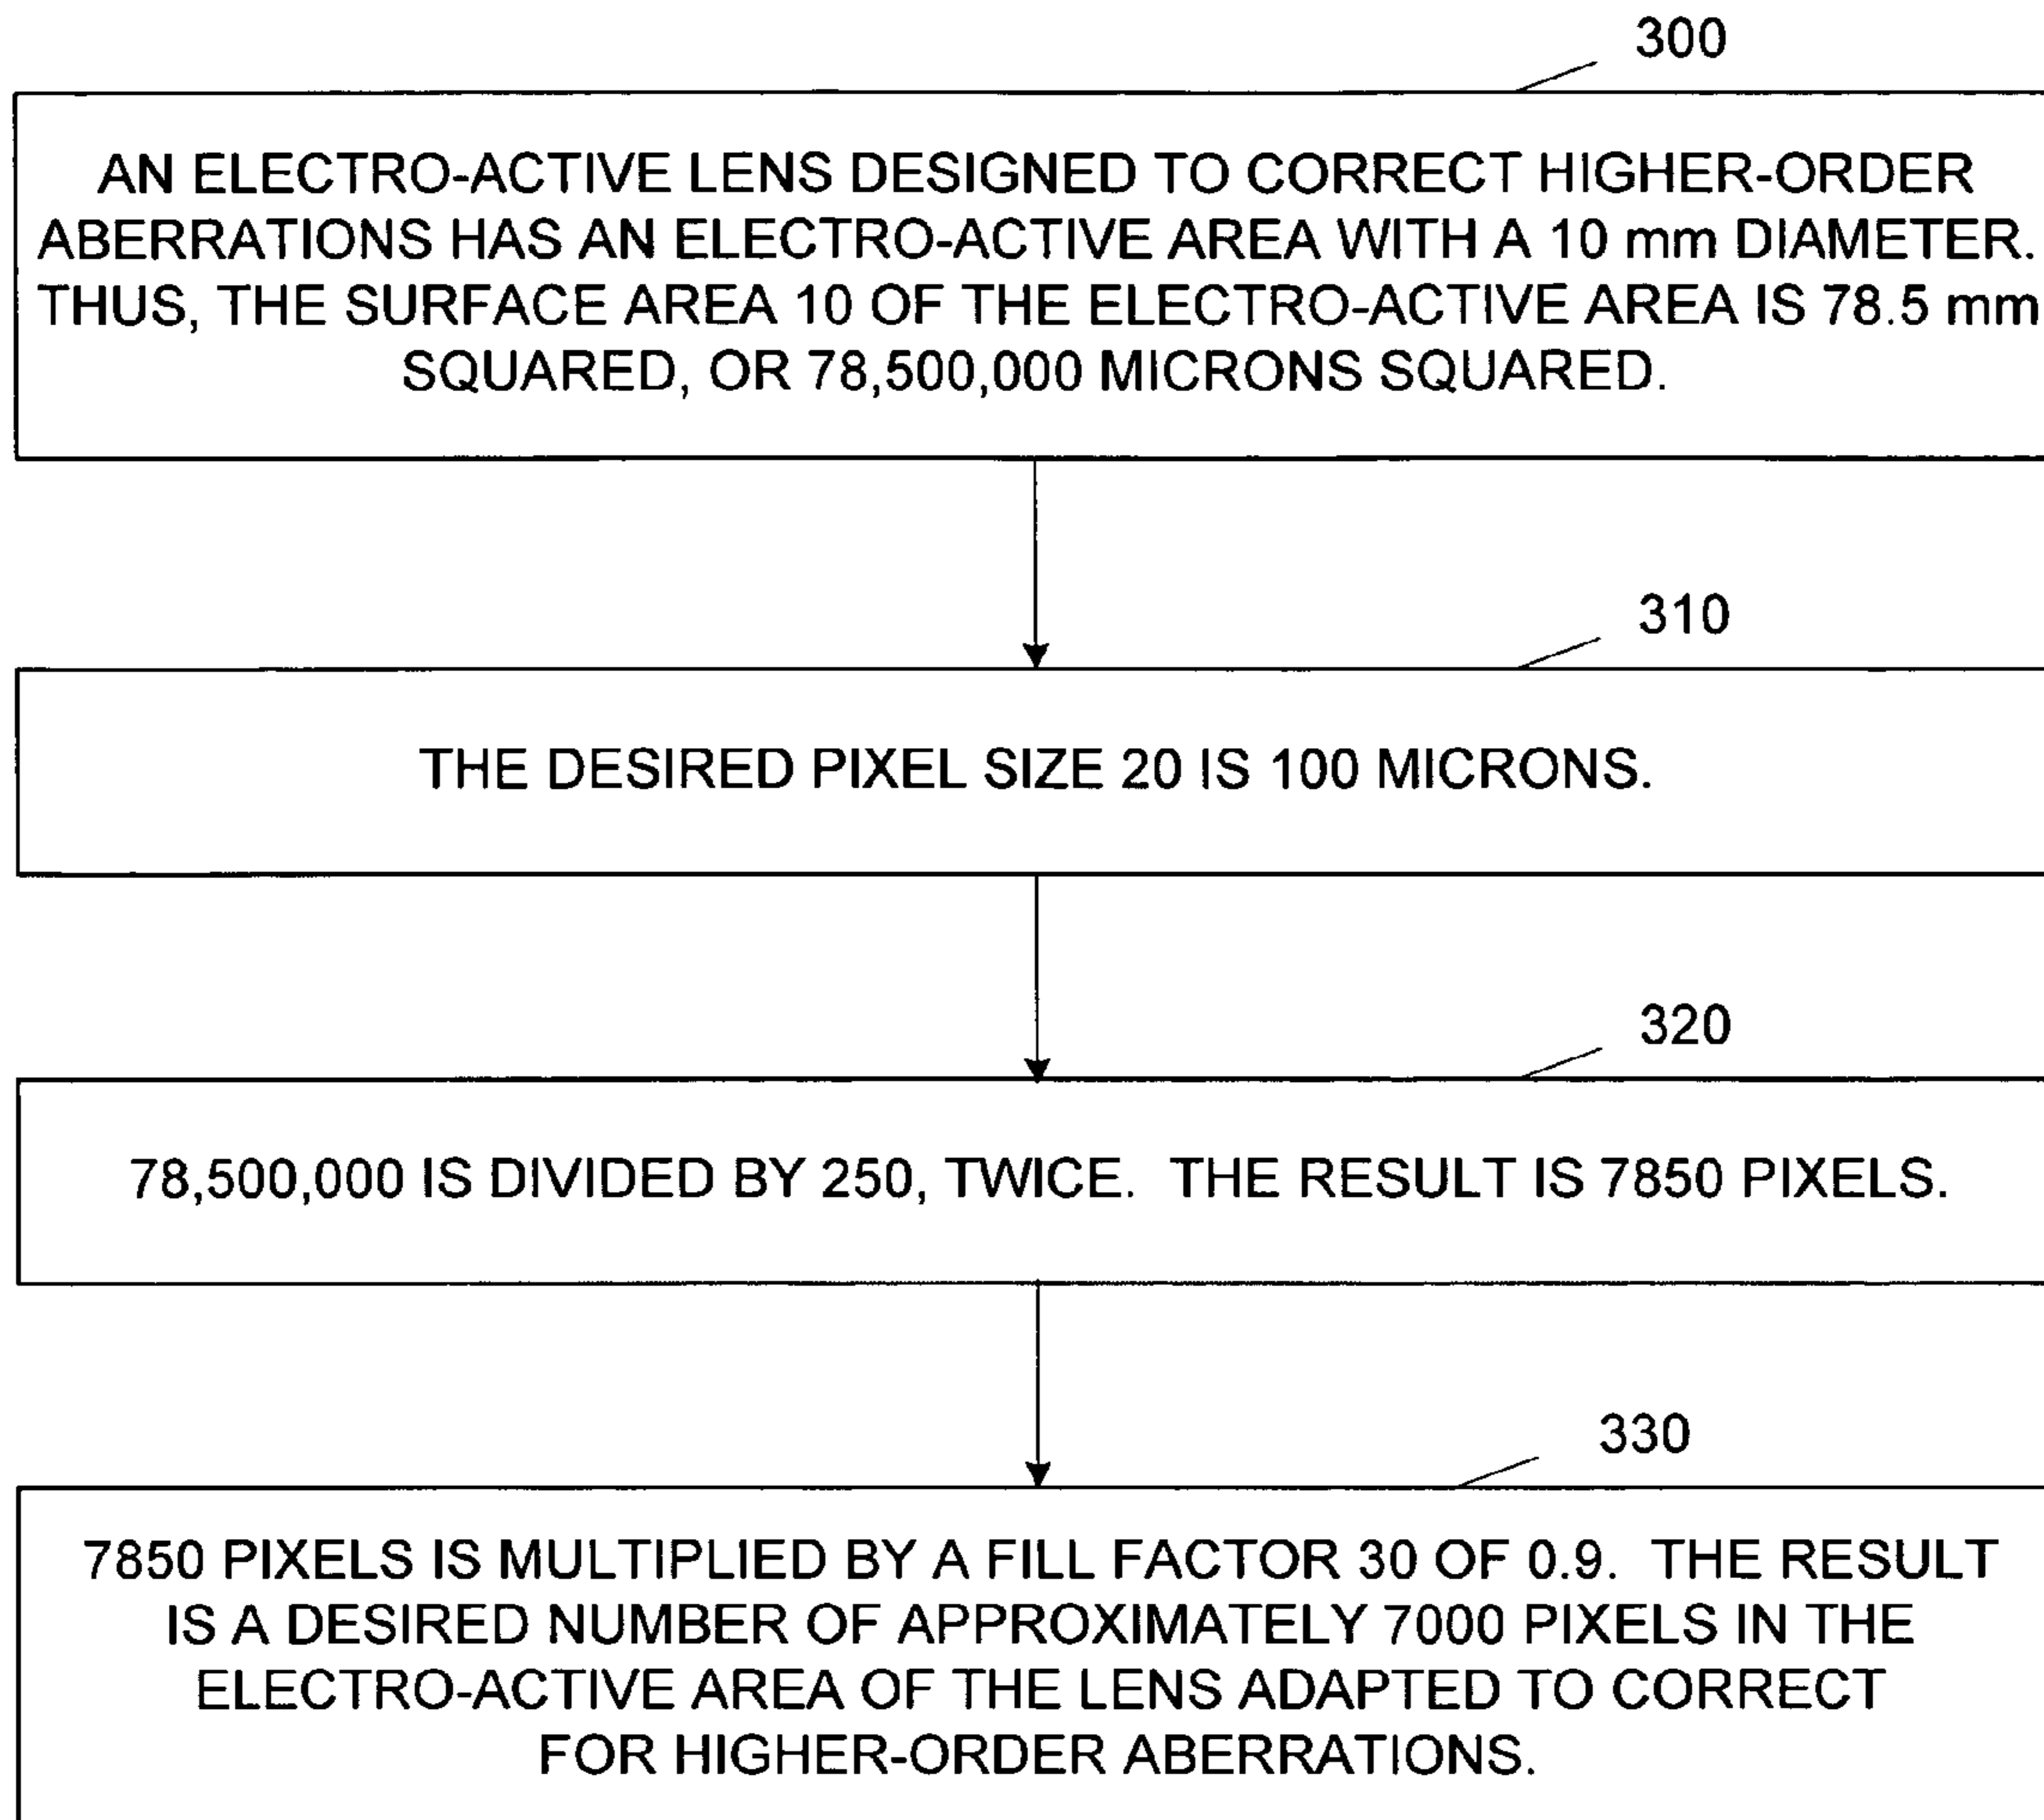 300
AN ELECTRO-ACTIVE LENS DESIGNED TO CORRECT HIGHER-ORDER
ABERRATIONS HAS AN ELECTRO-ACTIVE AREA WITH A 10 mm DIAMETER.
THUS, THE SURFACE AREA 10 OF THE ELECTRO-ACTIVE AREA IS 78.5 mm
SQUARED, OR 78,500,000 MICRONS SQUARED.
310
THE DESIRED PIXEL SIZE 20 IS 100 MICRONS.
320
78,500,000 IS DIVIDED BY 250, TWICE. THE RESULT IS 7850 PIXELS.
330
7850 PIXELS IS MULTIPLIED BY A FILL FACTOR 30 OF 0.9. THE RESULT
IS A DESIRED NUMBER OF APPROXIMATELY 7000 PIXELS IN THE
ELECTRO-ACTIVE AREA OF THE LENS ADAPTED TO CORRECT
FOR HIGHER-ORDER ABERRATIONS.